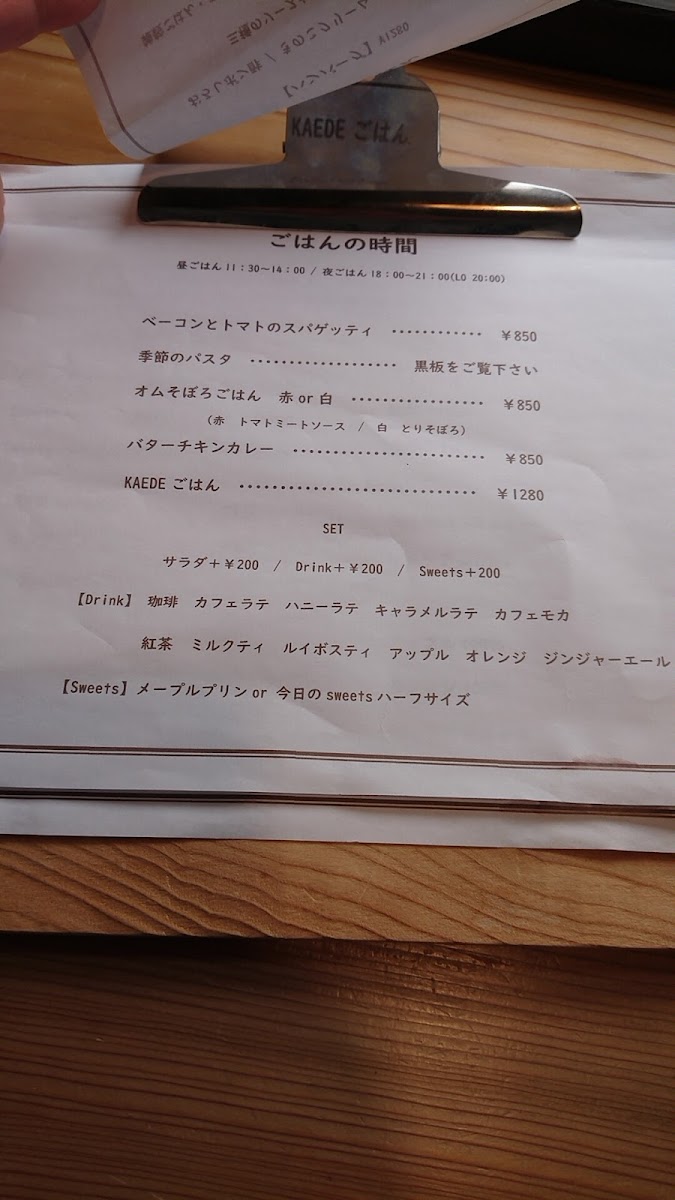 [ハンバーグ] ¥1280
KAEDE ごはん
ごはんの時間
昼ごはん 11:30〜14:00 / 夜ごはん 18:00〜21:00(LO 20:00)
ベーコンとトマトのスパゲッティ ………… ¥850
季節のパスタ ………………… 黒板をご覧下さい
オムそぼろごはん 赤 or 白 ……………… ¥850
(赤 トマトミートソース / 白 とりそぼろ)
バターチキンカレー ……………………… ¥850
KAEDE ごはん …………………………… ¥1280
SET
サラダ+¥200 / Drink+¥200 / Sweets+200
【Drink】 珈琲 カフェラテ ハニーラテ キャラメルラテ カフェモカ
紅茶 ミルクティ ルイボスティ アップル オレンジ ジンジャーエール
【Sweets】メープルプリン or 今日の sweets ハーフサイズ